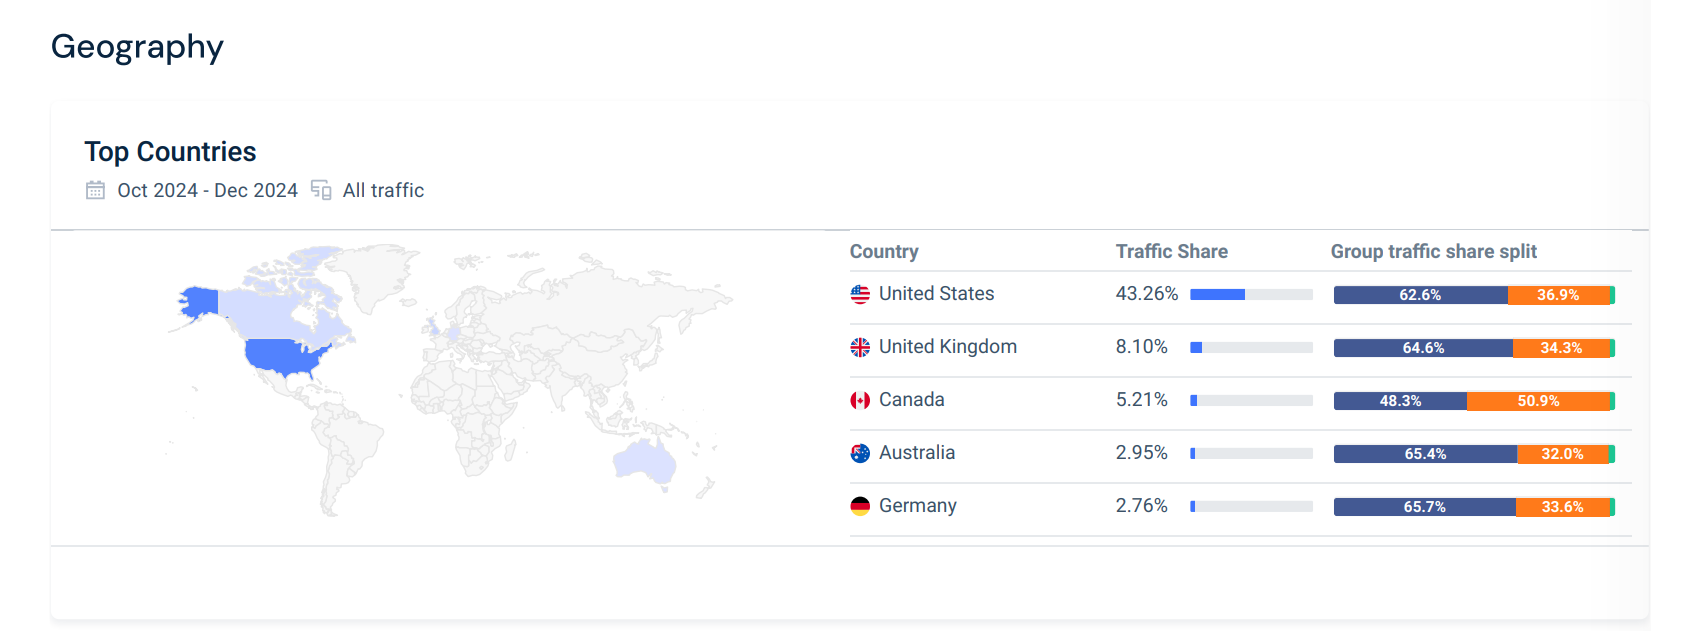 Geography
Top Countries
Oct 2024 - Dec 2024 All traffic
Country Traffic Share Group traffic share split
United States 43.26% 62.6% 36.9%
United Kingdom 8.10% 64.6% 34.3%
Canada 5.21% 48.3% 50.9%
Australia 2.95% 65.4% 32.0%
Germany 2.76% 65.7% 33.6%